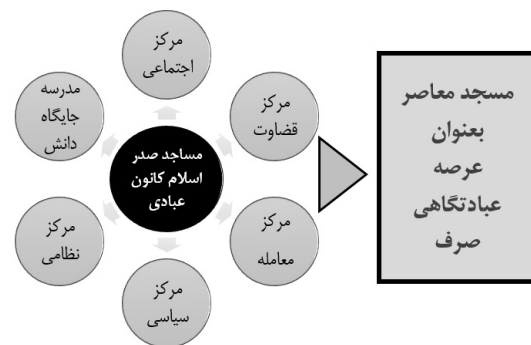 مرکز
اجتماعی
مرکز
قضاوت
مرکز
معامله
مرکز
سیاسی
مرکز
نظامی
مدرسه
جایگاه
دانش
مساجد صدر
اسلام کانون
عبادی
مسجد معاصر
بعنوان
عرصه
عبادتگاهی
صرف